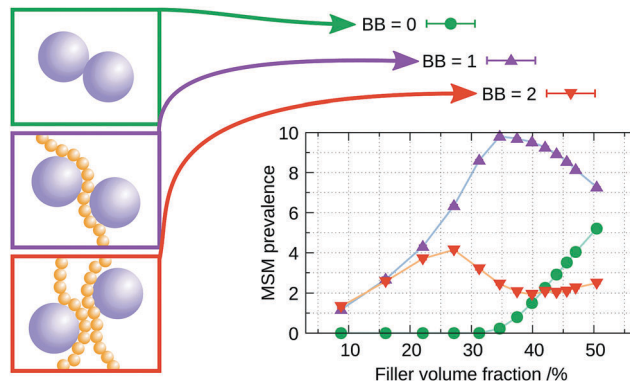 BB = 0
BB = 1
BB = 2
10
8
6
4
2
0
MSM prevalence
10 20 30 40 50
Filler volume fraction /%